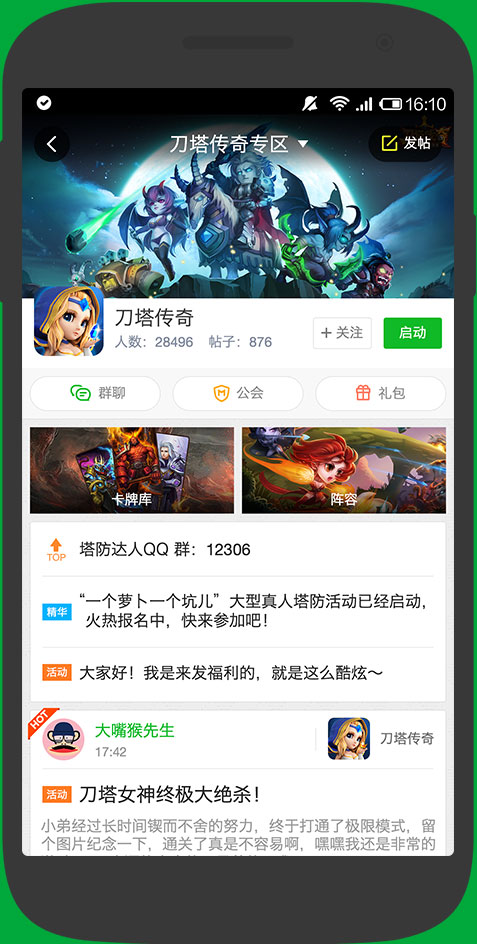 16:10
刀塔传奇专区
发帖
刀塔传奇
人数：28496 帖子：876
+ 关注
启动
群聊
公会
礼包
卡牌库
阵容
TOP
塔防达人QQ 群：12306
精华
“一个萝卜一个坑儿”大型真人塔防活动已经启动，
火热报名中，快来参加吧！
活动
大家好！我是来发福利的，就是这么酷炫～
HOT
大嘴猴先生
17:42
刀塔传奇
活动
刀塔女神终极大绝杀！
小弟经过长时间锲而不舍的努力，终于打通了极限模式，留
个图片纪念一下，通关了真是不容易啊，嘿嘿我还是非常的